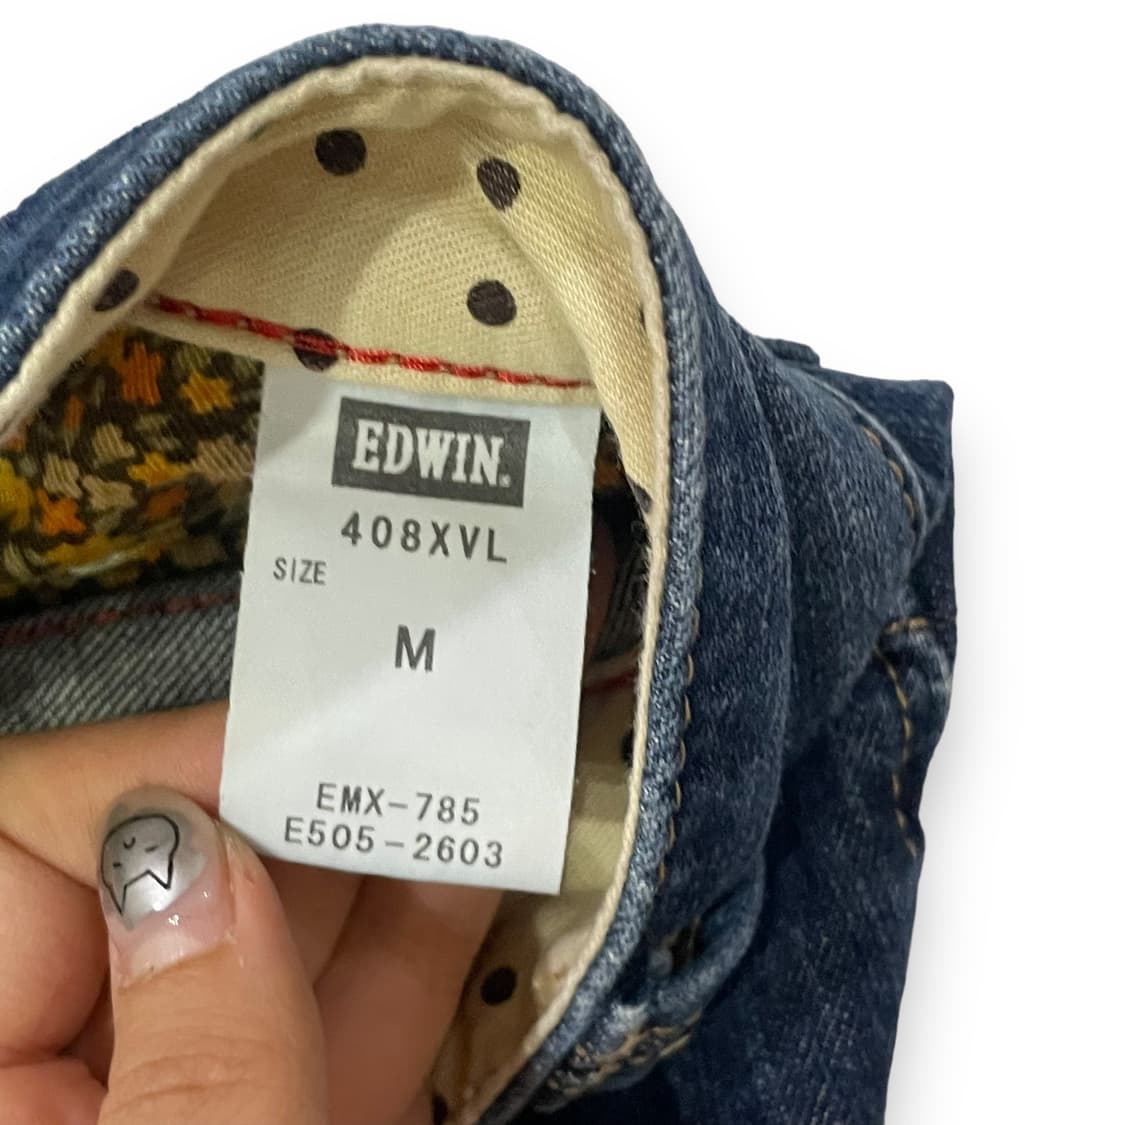 EDWIN.
408XVL
SIZE
M
EMX-785
E505-2603